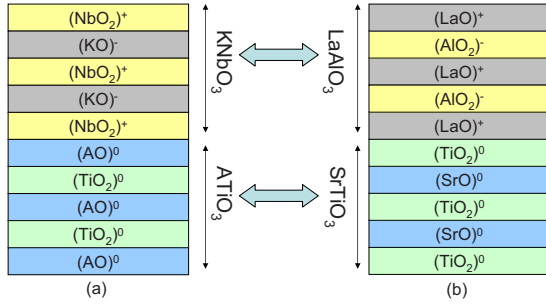 (NbO₂)⁺
(KO)⁻
(NbO₂)⁺
(KO)⁻
(NbO₂)⁺
(AO)⁰
(TiO₂)⁰
(AO)⁰
(TiO₂)⁰
(AO)⁰
(a)
KNbO₃
ATiO₃
LaAlO₃
SrTiO₃
(LaO)⁺
(AlO₂)⁻
(LaO)⁺
(AlO₂)⁻
(LaO)⁺
(TiO₂)⁰
(SrO)⁰
(TiO₂)⁰
(SrO)⁰
(TiO₂)⁰
(b)